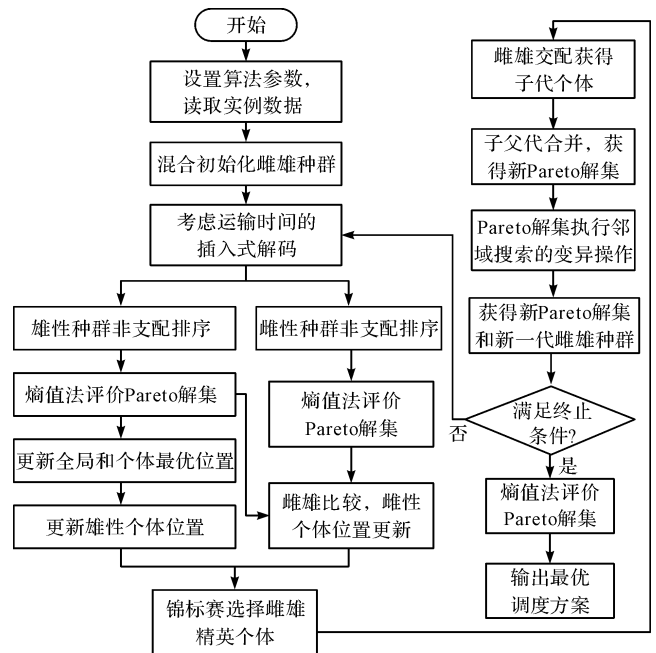 开始
设置算法参数，
读取实例数据
混合初始化雌雄种群
考虑运输时间的
插入式解码
雄性种群非支配排序
雌性种群非支配排序
熵值法评价Pareto解集
熵值法评价
Pareto解集
更新全局和个体最优位置
更新雄性个体位置
雌雄比较，雌性
个体位置更新
锦标赛选择雌雄
精英个体
雌雄交配获得
子代个体
子父代合并，获
得新Pareto解集
Pareto解集执行邻
域搜索的变异操作
获得新Pareto解集
和新一代雌雄种群
满足终止
条件?
否
是
熵值法评价
Pareto解集
输出最优
调度方案